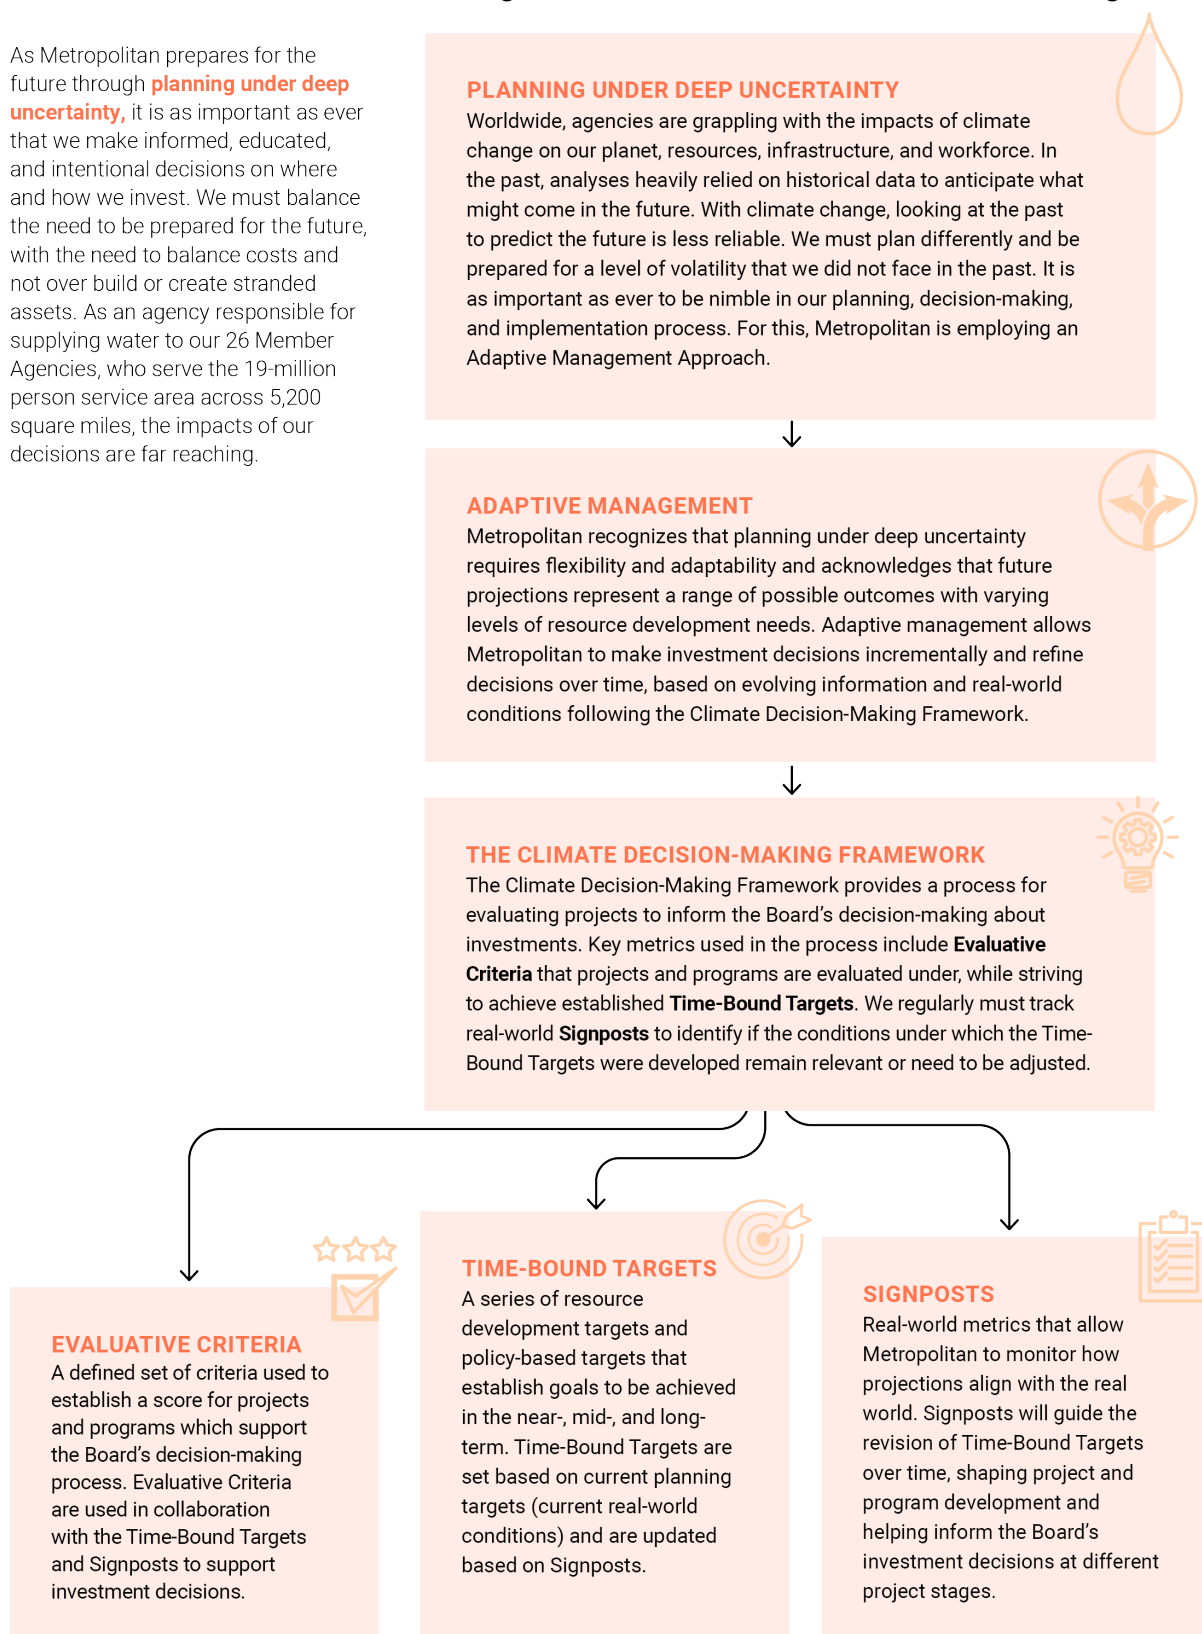 As Metropolitan prepares for the
future through planning under deep
uncertainty, it is as important as ever
that we make informed, educated,
and intentional decisions on where
and how we invest. We must balance
the need to be prepared for the future,
with the need to balance costs and
not over build or create stranded
assets. As an agency responsible for
supplying water to our 26 Member
Agencies, who serve the 19-million
person service area across 5,200
square miles, the impacts of our
decisions are far reaching.
PLANNING UNDER DEEP UNCERTAINTY
Worldwide, agencies are grappling with the impacts of climate
change on our planet, resources, infrastructure, and workforce. In
the past, analyses heavily relied on historical data to anticipate what
might come in the future. With climate change, looking at the past
to predict the future is less reliable. We must plan differently and be
prepared for a level of volatility that we did not face in the past. It is
as important as ever to be nimble in our planning, decision-making,
and implementation process. For this, Metropolitan is employing an
Adaptive Management Approach.
ADAPTIVE MANAGEMENT
Metropolitan recognizes that planning under deep uncertainty
requires flexibility and adaptability and acknowledges that future
projections represent a range of possible outcomes with varying
levels of resource development needs. Adaptive management allows
Metropolitan to make investment decisions incrementally and refine
decisions over time, based on evolving information and real-world
conditions following the Climate Decision-Making Framework.
THE CLIMATE DECISION-MAKING FRAMEWORK
The Climate Decision-Making Framework provides a process for
evaluating projects to inform the Board's decision-making about
investments. Key metrics used in the process include Evaluative
Criteria that projects and programs are evaluated under, while striving
to achieve established Time-Bound Targets. We regularly must track
real-world Signposts to identify if the conditions under which the Time-
Bound Targets were developed remain relevant or need to be adjusted.
EVALUATIVE CRITERIA
A defined set of criteria used to
establish a score for projects
and programs which support
the Board's decision-making
process. Evaluative Criteria
are used in collaboration
with the Time-Bound Targets
and Signposts to support
investment decisions.
TIME-BOUND TARGETS
A series of resource
development targets and
policy-based targets that
establish goals to be achieved
in the near-, mid-, and long-
term. Time-Bound Targets are
set based on current planning
targets (current real-world
conditions) and are updated
based on Signposts.
SIGNPOSTS
Real-world metrics that allow
Metropolitan to monitor how
projections align with the real
world. Signposts will guide the
revision of Time-Bound Targets
over time, shaping project and
program development and
helping inform the Board's
investment decisions at different
project stages.